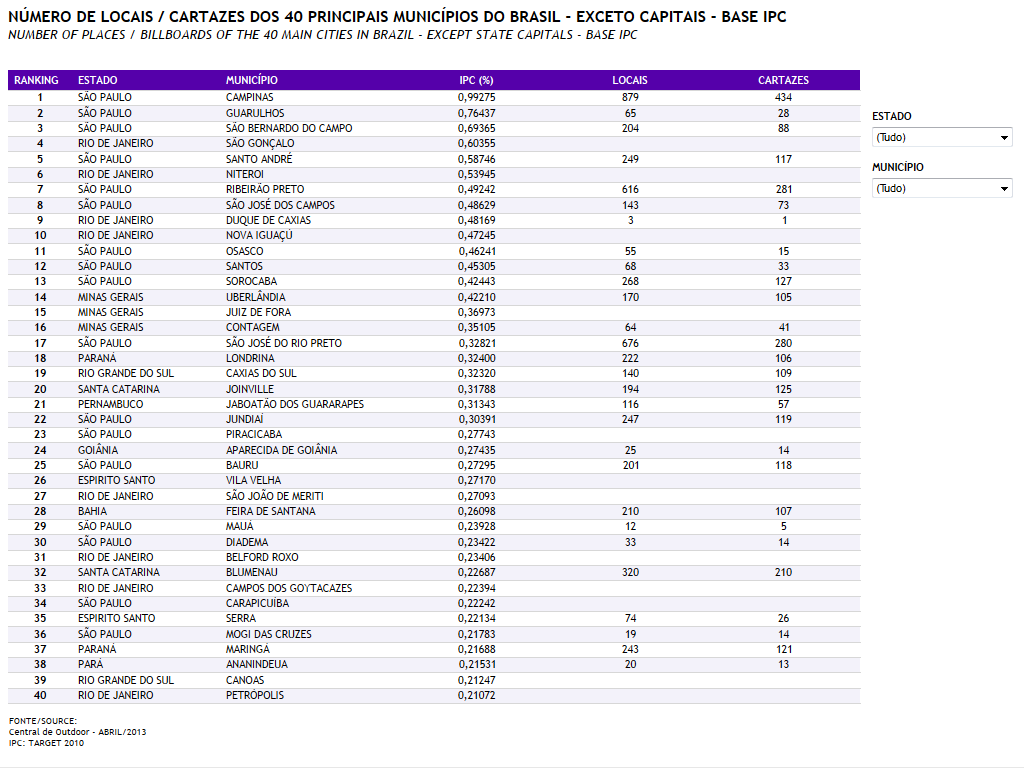 NÚMERO DE LOCAIS / CARTAZES DOS 40 PRINCIPAIS MUNICÍPIOS DO BRASIL - EXCETO CAPITAIS - BASE IPC
NUMBER OF PLACES / BILLBOARDS OF THE 40 MAIN CITIES IN BRAZIL - EXCEPT STATE CAPITALS - BASE IPC
RANKING ESTADO MUNICÍPIO IPC (%) LOCAIS CARTAZES
1 SÃO PAULO CAMPINAS 0,99275 879 434
2 SÃO PAULO GUARULHOS 0,76437 65 28
3 SÃO PAULO SÃO BERNARDO DO CAMPO 0,69365 204 88
4 RIO DE JANEIRO SÃO GONÇALO 0,60355
5 SÃO PAULO SANTO ANDRÉ 0,58746 249 117
6 RIO DE JANEIRO NITEROI 0,53945
7 SÃO PAULO RIBEIRÃO PRETO 0,49242 616 281
8 SÃO PAULO SÃO JOSÉ DOS CAMPOS 0,48629 143 73
9 RIO DE JANEIRO DUQUE DE CAXIAS 0,48169 3 1
10 RIO DE JANEIRO NOVA IGUAÇÚ 0,47245
11 SÃO PAULO OSASCO 0,46241 55 15
12 SÃO PAULO SANTOS 0,45305 68 33
13 SÃO PAULO SOROCABA 0,42443 268 127
14 MINAS GERAIS UBERLÂNDIA 0,42210 170 105
15 MINAS GERAIS JUIZ DE FORA 0,36973
16 MINAS GERAIS CONTAGEM 0,35105 64 41
17 SÃO PAULO SÃO JOSÉ DO RIO PRETO 0,32821 676 280
18 PARANÁ LONDRINA 0,32400 222 106
19 RIO GRANDE DO SUL CAXIAS DO SUL 0,32320 140 109
20 SANTA CATARINA JOINVILLE 0,31788 194 125
21 PERNAMBUCO JABOATÃO DOS GUARARAPES 0,31343 116 57
22 SÃO PAULO JUNDIAÍ 0,30391 247 119
23 SÃO PAULO PIRACICABA 0,27743
24 GOIÂNIA APARECIDA DE GOIÂNIA 0,27435 25 14
25 SÃO PAULO BAURU 0,27295 201 118
26 ESPIRITO SANTO VILA VELHA 0,27170
27 RIO DE JANEIRO SÃO JOÃO DE MERITI 0,27093
28 BAHIA FEIRA DE SANTANA 0,26098 210 107
29 SÃO PAULO MAUÁ 0,23928 12 5
30 SÃO PAULO DIADEMA 0,23422 33 14
31 RIO DE JANEIRO BELFORD ROXO 0,23406
32 SANTA CATARINA BLUMENAU 0,22687 320 210
33 RIO DE JANEIRO CAMPOS DOS GOYTACAZES 0,22394
34 SÃO PAULO CARAPICUÍBA 0,22242
35 ESPIRITO SANTO SERRA 0,22134 74 26
36 SÃO PAULO MOGI DAS CRUZES 0,21783 19 14
37 PARANÁ MARINGÁ 0,21688 243 121
38 PARÁ ANANINDEUA 0,21531 20 13
39 RIO GRANDE DO SUL CANOAS 0,21247
40 RIO DE JANEIRO PETRÓPOLIS 0,21072
ESTADO
(Tudo)
MUNICÍPIO
(Tudo)
FONTE/SOURCE:
Central de Outdoor - ABRIL/2013
IPC: TARGET 2010